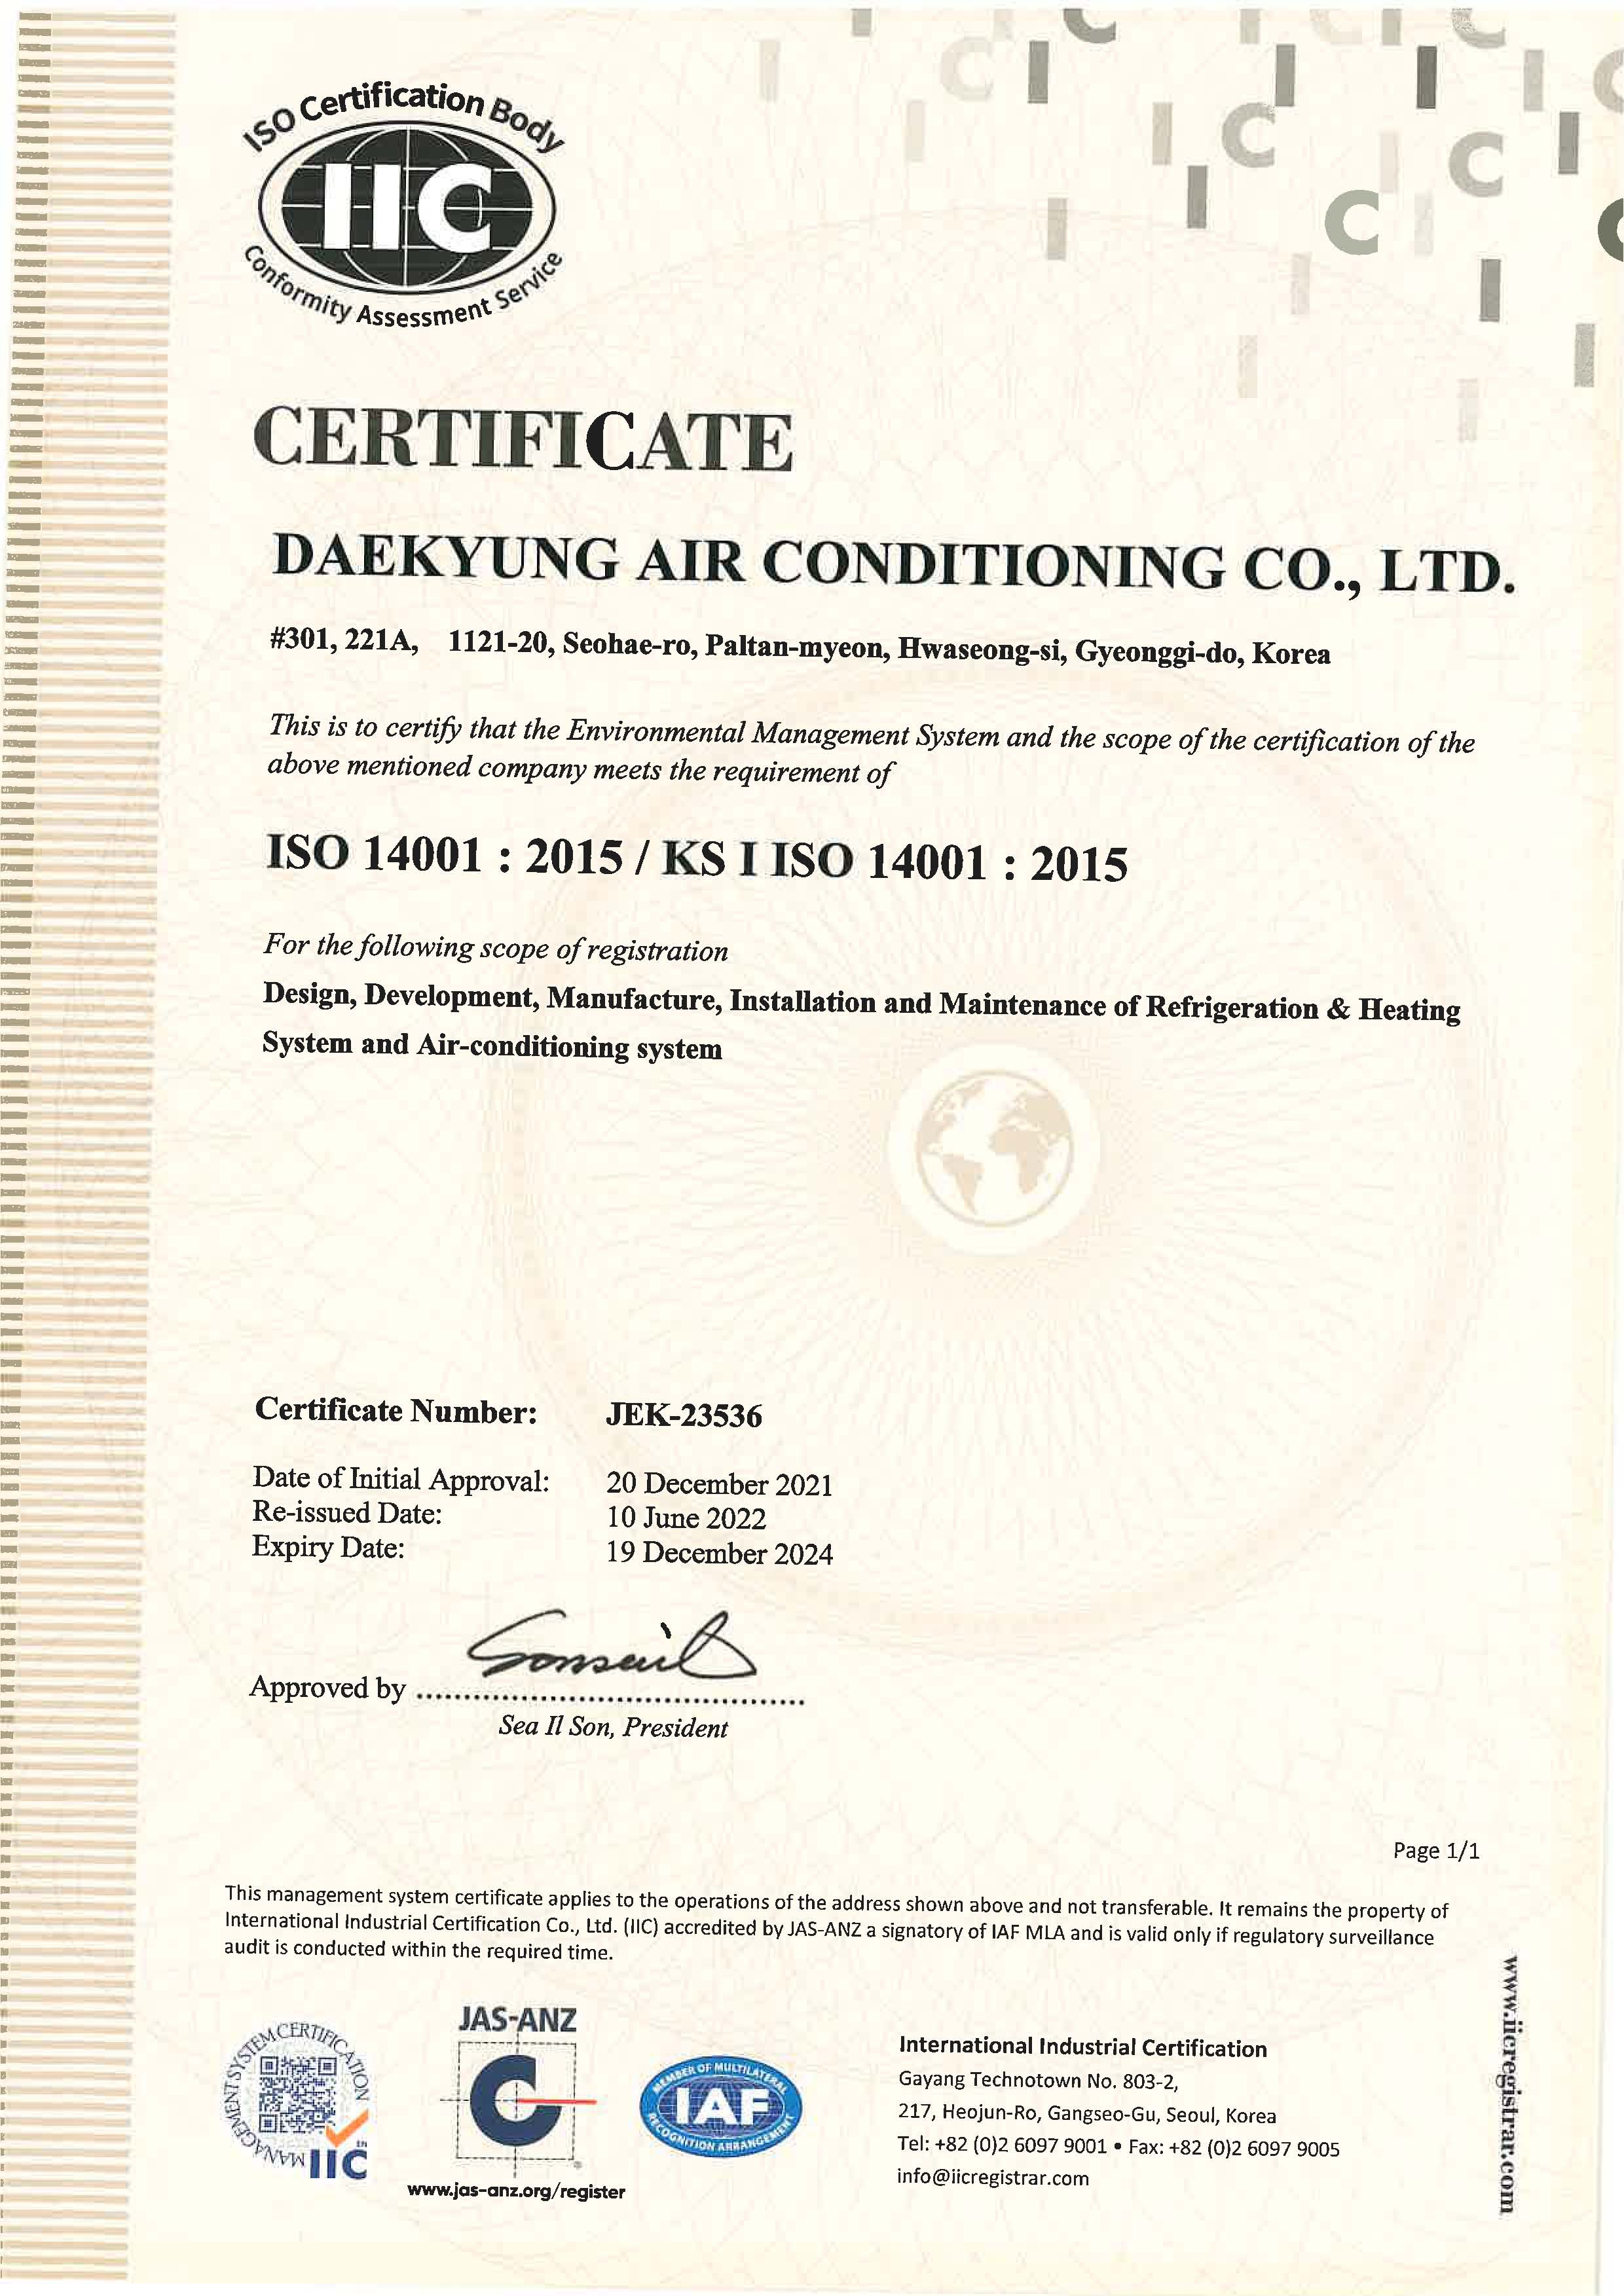 ISO Certification Body
IIC
Conformity Assessment Service
CERTIFICATE
DAEKYUNG AIR CONDITIONING CO., LTD.
#301, 221A, 1121-20, Seohae-ro, Paltan-myeon, Hwaseong-si, Gyeonggi-do, Korea
This is to certify that the Environmental Management System and the scope of the certification of the
above mentioned company meets the requirement of
ISO 14001 : 2015 / KS I ISO 14001 : 2015
For the following scope of registration
Design, Development, Manufacture, Installation and Maintenance of Refrigeration & Heating
System and Air-conditioning system
Certificate Number: JEK-23536
Date of Initial Approval: 20 December 2021
Re-issued Date: 10 June 2022
Expiry Date: 19 December 2024
Approved by
Sea Il Son, President
Page 1/1
This management system certificate applies to the operations of the address shown above and not transferable. It remains the property of
International Industrial Certification Co., Ltd. (IIC) accredited by JAS-ANZ a signatory of IAF MLA and is valid only if regulatory surveillance
audit is conducted within the required time.
MANAGEMENT SYSTEM CERTIFICATION
IIC
JAS-ANZ
C
www.jas-anz.org/register
MEMBER OF MULTILATERAL
IAF
RECOGNITION ARRANGEMENT
International Industrial Certification
Gayang Technotown No. 803-2,
217, Heojun-Ro, Gangseo-Gu, Seoul, Korea
Tel: +82 (0)2 6097 9001 • Fax: +82 (0)2 6097 9005
info@iicregistrar.com
www.iicregistrar.com